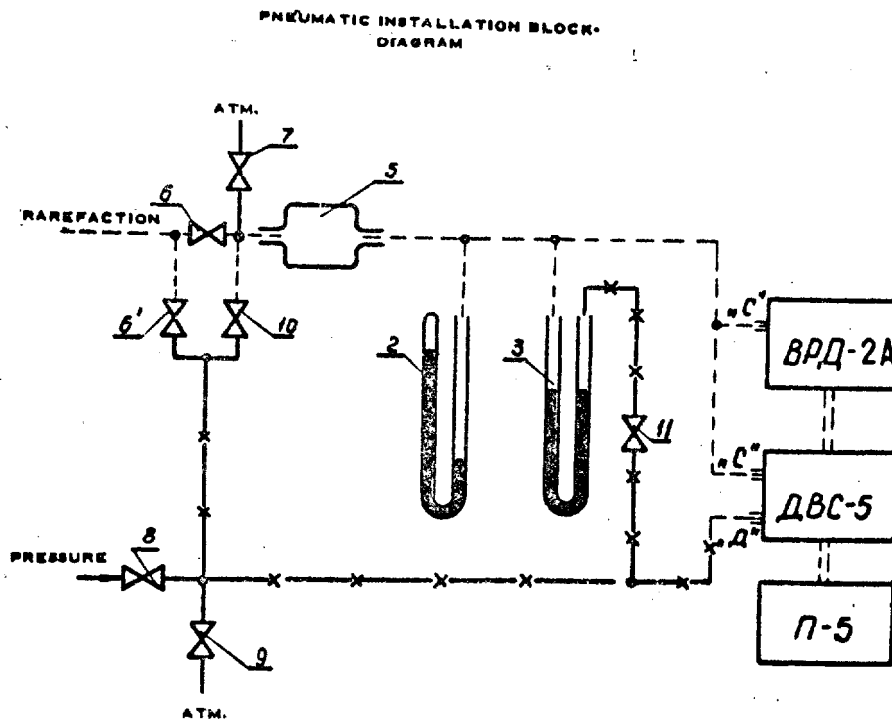 PNEUMATIC INSTALLATION BLOCK-
DIAGRAM
ATM.
7
5
6
RAREFACTION
6'
10
2
3
"С"
ВРД-2А
11
"С"
ДВС-5
"Д"
8
PRESSURE
П-5
9
ATM.